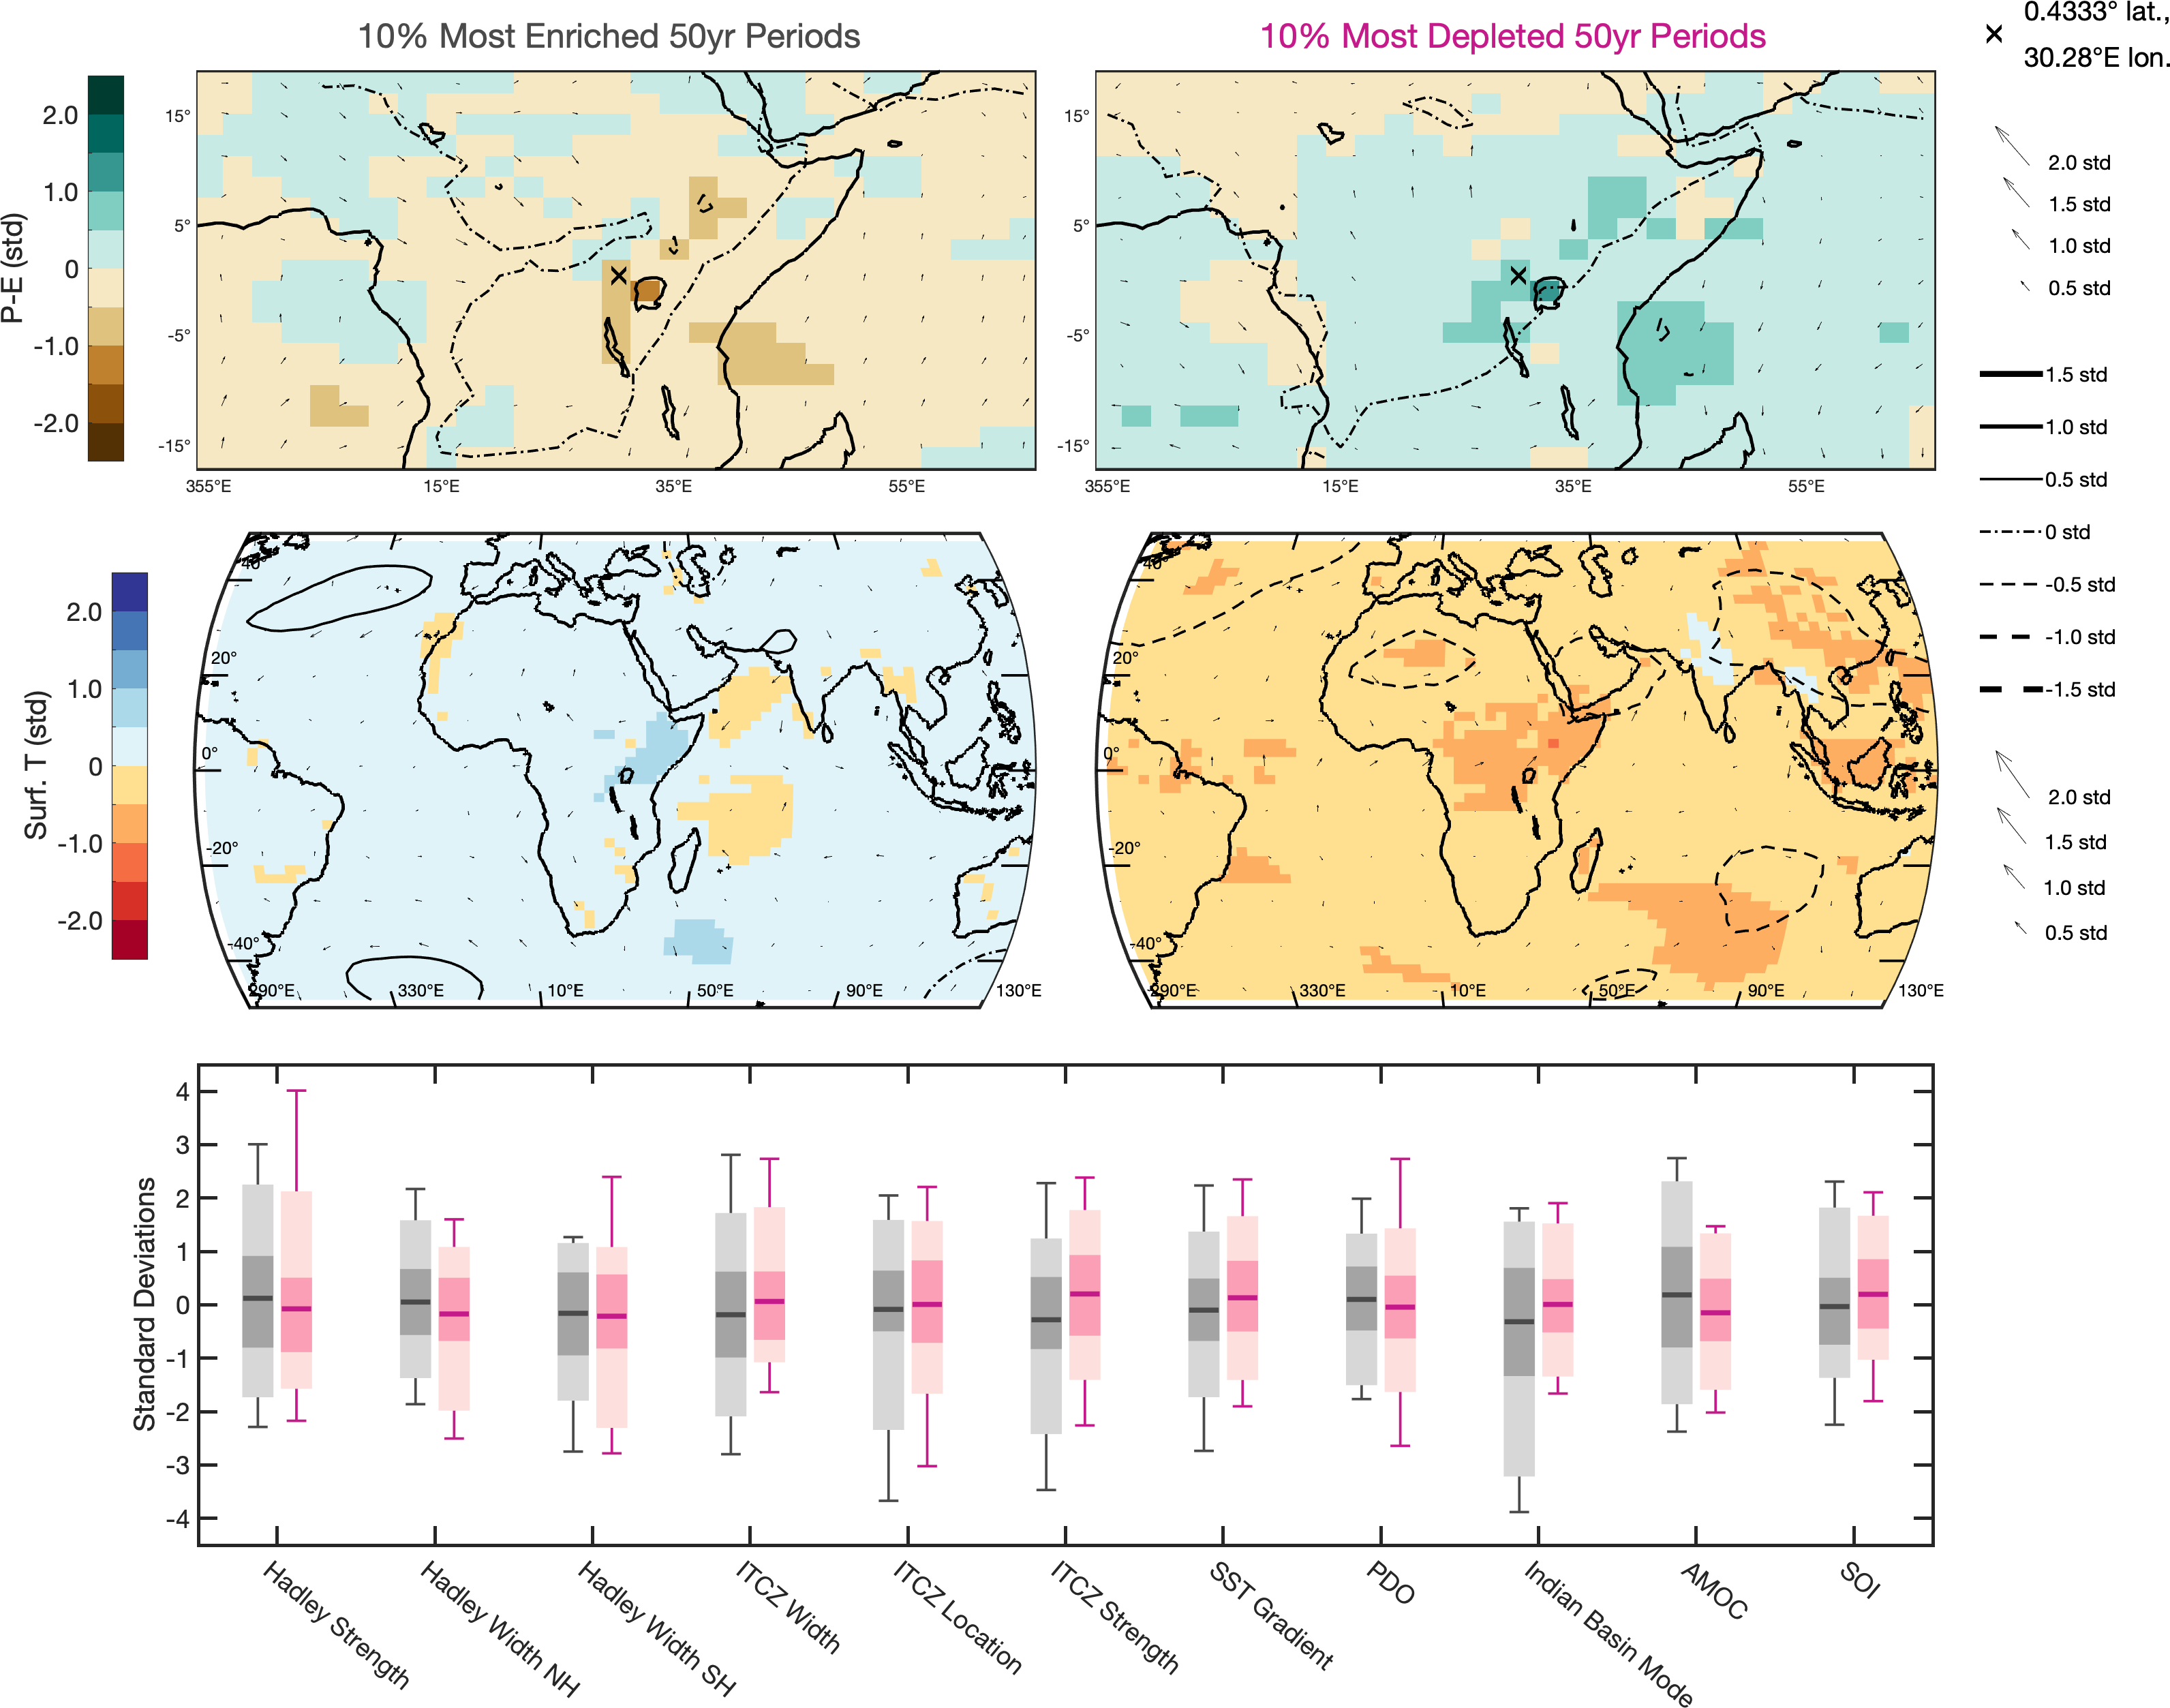 10% Most Enriched 50yr Periods
10% Most Depleted 50yr Periods
0.4333° lat.,
30.28°E lon.
P-E (std)
2.0
1.0
0
-1.0
-2.0
15°
5°
-5°
-15°
355°E
15°E
35°E
55°E
15°
5°
-5°
-15°
355°E
15°E
35°E
55°E
2.0 std
1.5 std
1.0 std
0.5 std
1.5 std
1.0 std
0.5 std
0 std
-0.5 std
-1.0 std
-1.5 std
Surf. T (std)
2.0
1.0
0
-1.0
-2.0
40°
20°
0°
-20°
-40°
290°E
330°E
10°E
50°E
90°E
130°E
40°
20°
0°
-20°
-40°
290°E
330°E
10°E
50°E
90°E
130°E
2.0 std
1.5 std
1.0 std
0.5 std
Standard Deviations
4
3
2
1
0
-1
-2
-3
-4
Hadley Strength
Hadley Width NH
Hadley Width SH
ITCZ Width
ITCZ Location
ITCZ Strength
SST Gradient
PDO
Indian Basin Mode
AMOC
SOI